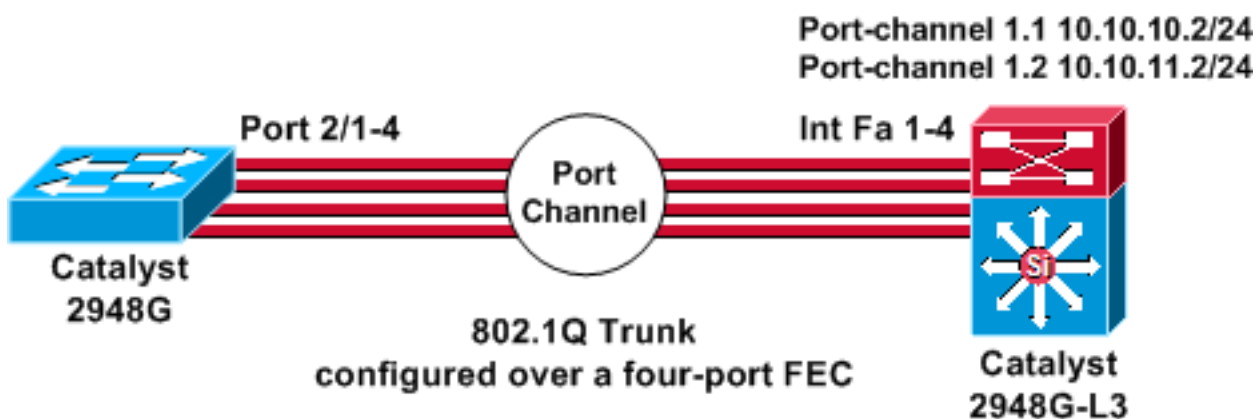 Port-channel 1.1 10.10.10.2/24
Port-channel 1.2 10.10.11.2/24
Port 2/1-4
Int Fa 1-4
Port
Channel
Si
Catalyst
2948G
802.1Q Trunk
configured over a four-port FEC
Catalyst
2948G-L3